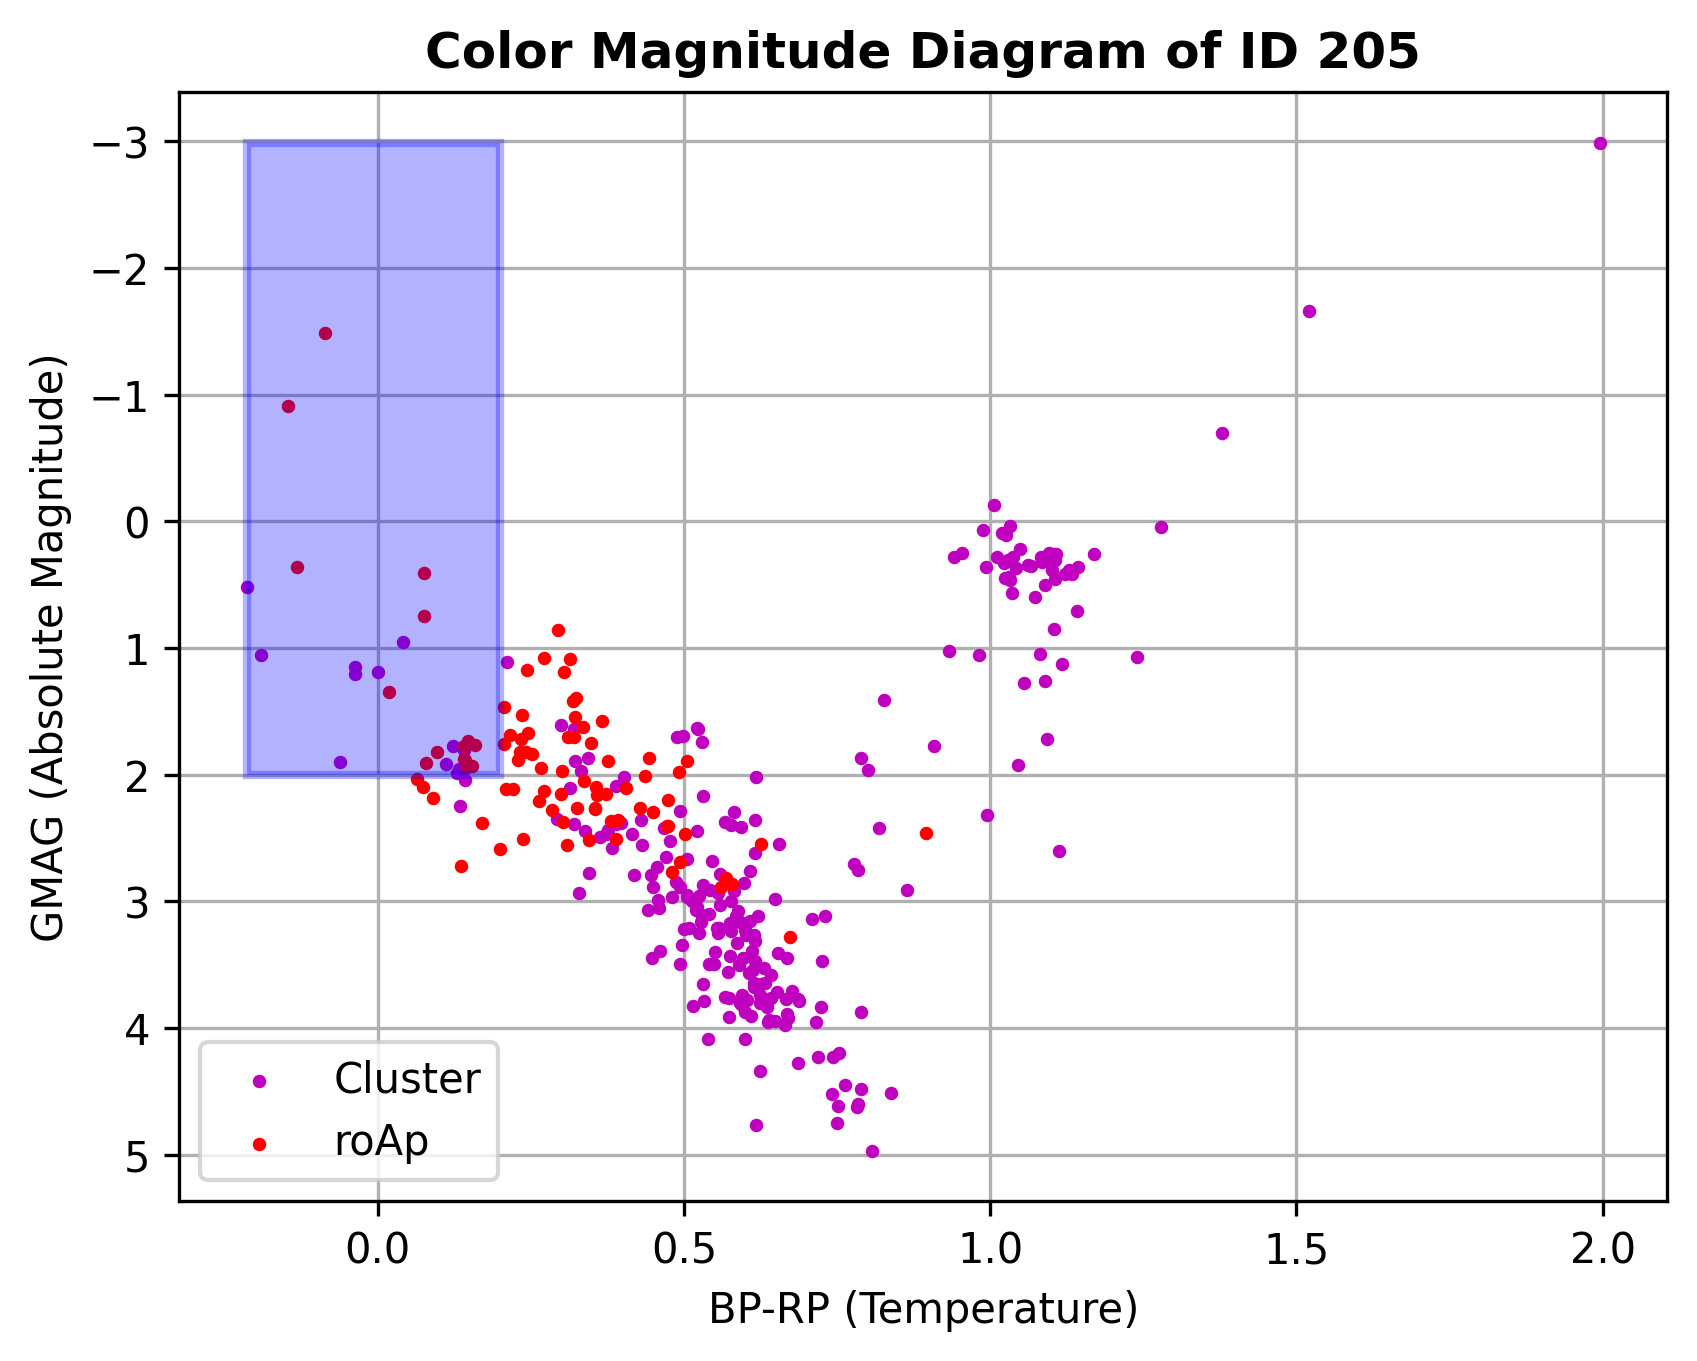 Color Magnitude Diagram of ID 205
GMAG (Absolute Magnitude)
−3
−2
−1
0
1
2
3
4
5
Cluster
roAp
0.0 0.5 1.0 1.5 2.0
BP-RP (Temperature)